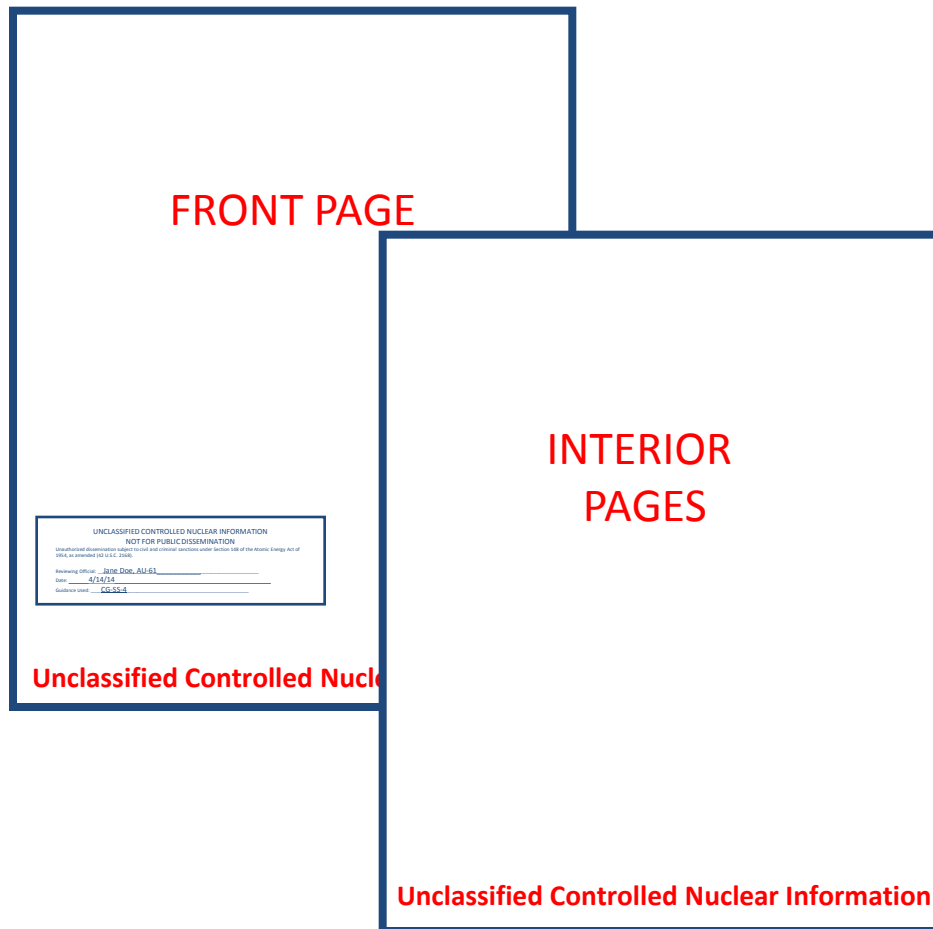 FRONT PAGE
UNCLASSIFIED CONTROLLED NUCLEAR INFORMATION
NOT FOR PUBLIC DISSEMINATION
Unauthorized dissemination subject to civil and criminal sanctions under Section 148 of the Atomic Energy Act of
1954, as amended (42 U.S.C. 2168).
Reviewing Official: Jane Doe, AU-61
Date: 4/14/14
Guidance Used: CG-SS-4
Unclassified Controlled Nucle
INTERIOR
PAGES
Unclassified Controlled Nuclear Information